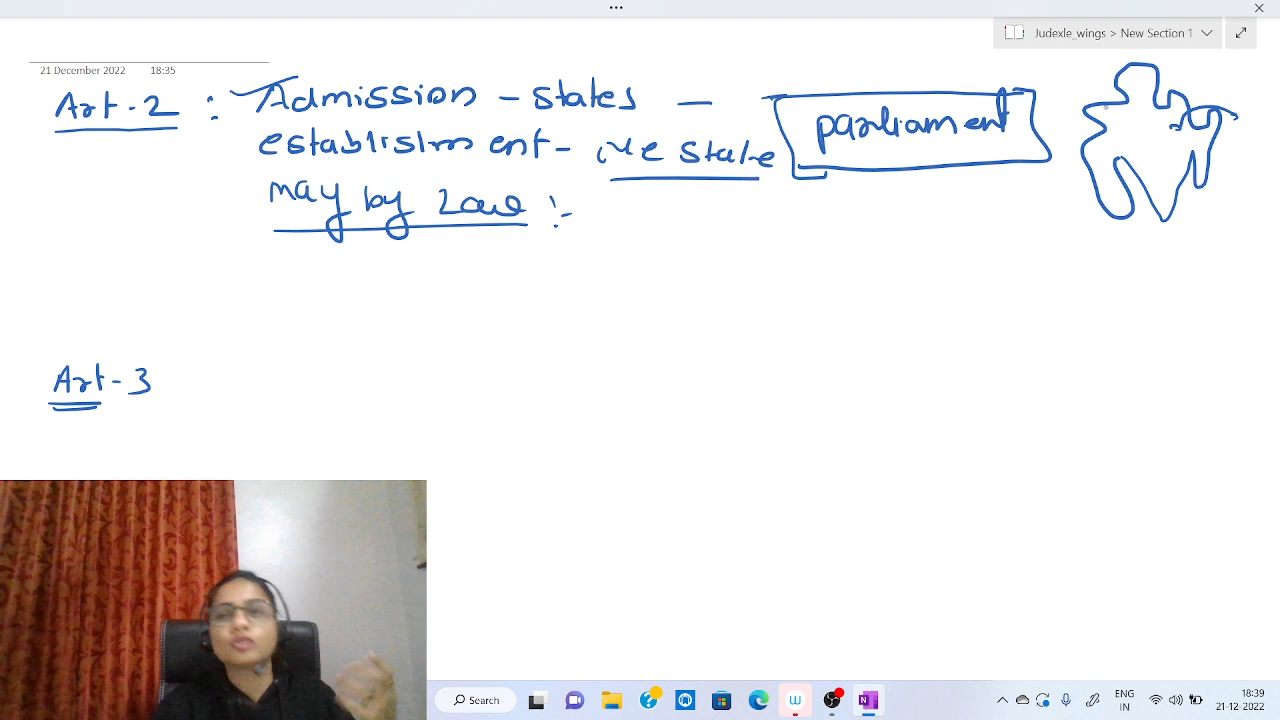 Judexle_wings > New Section 1
21 December 2022 18:35
Art-2 : Admission - states - parliament
establishment - state
may by Law :-
Art-3
Search
ENG
IN
18:39
21-12-2022